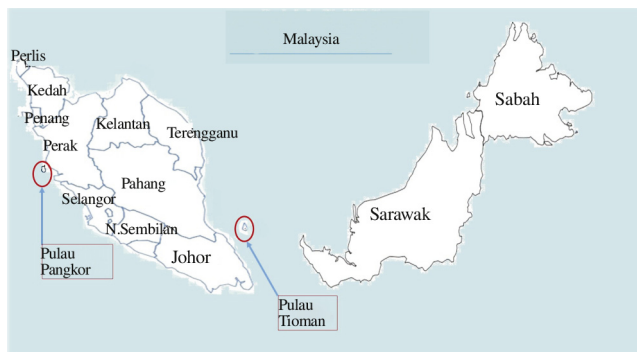 Malaysia
Perlis
Kedah
Penang
Kelantan
Terengganu
Perak
Pahang
Selangor
N.Sembilan
Johor
Sabah
Sarawak
Pulau
Pangkor
Pulau
Tioman